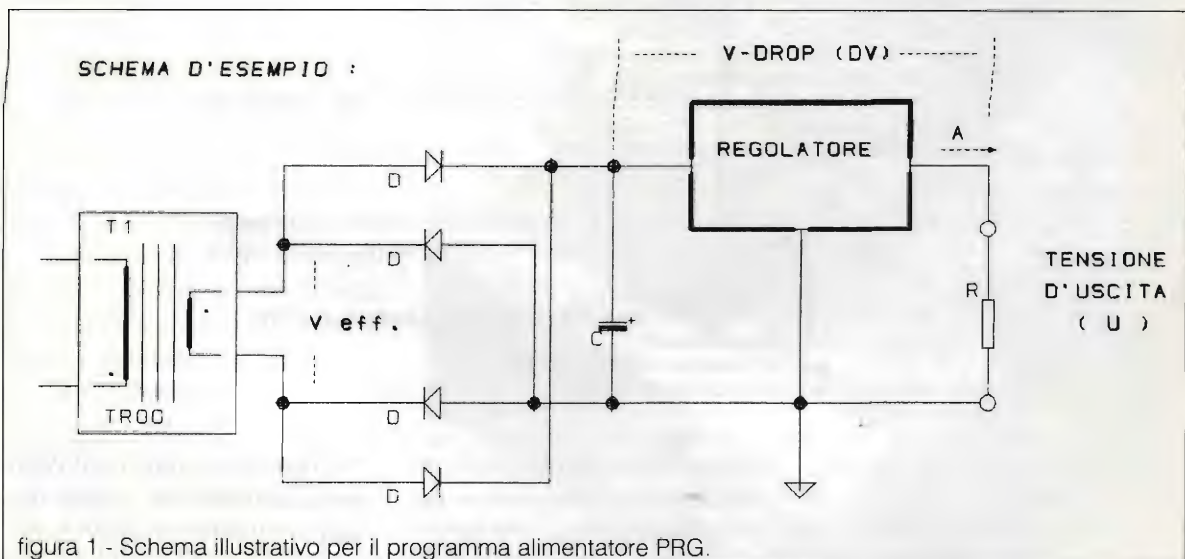 SCHEMA D'ESEMPIO :
V-DROP (DV)
REGOLATORE
A
D
T1
D
V eff.
TENSIONE
D'USCITA
( U )
R
C
+
D
TROC
D
figura 1 - Schema illustrativo per il programma alimentatore PRG.